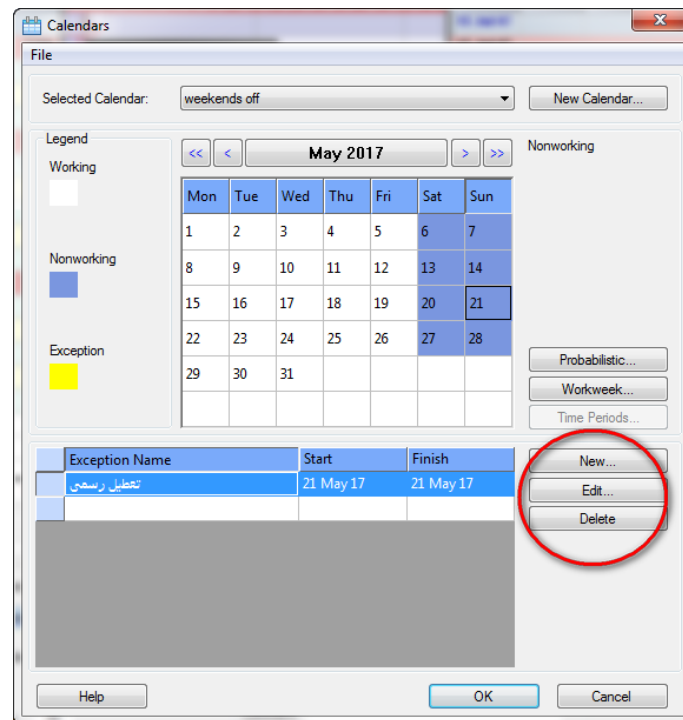 Calendars
File
Selected Calendar: weekends off New Calendar...
Legend
Working
Nonworking
Exception
<< < May 2017 > >>
Nonworking
Mon Tue Wed Thu Fri Sat Sun
1 2 3 4 5 6 7
8 9 10 11 12 13 14
15 16 17 18 19 20 21
22 23 24 25 26 27 28
29 30 31
Probabilistic...
Workweek...
Time Periods...
Exception Name Start Finish
تعطیل رسمی 21 May 17 21 May 17
New...
Edit...
Delete
Help OK Cancel